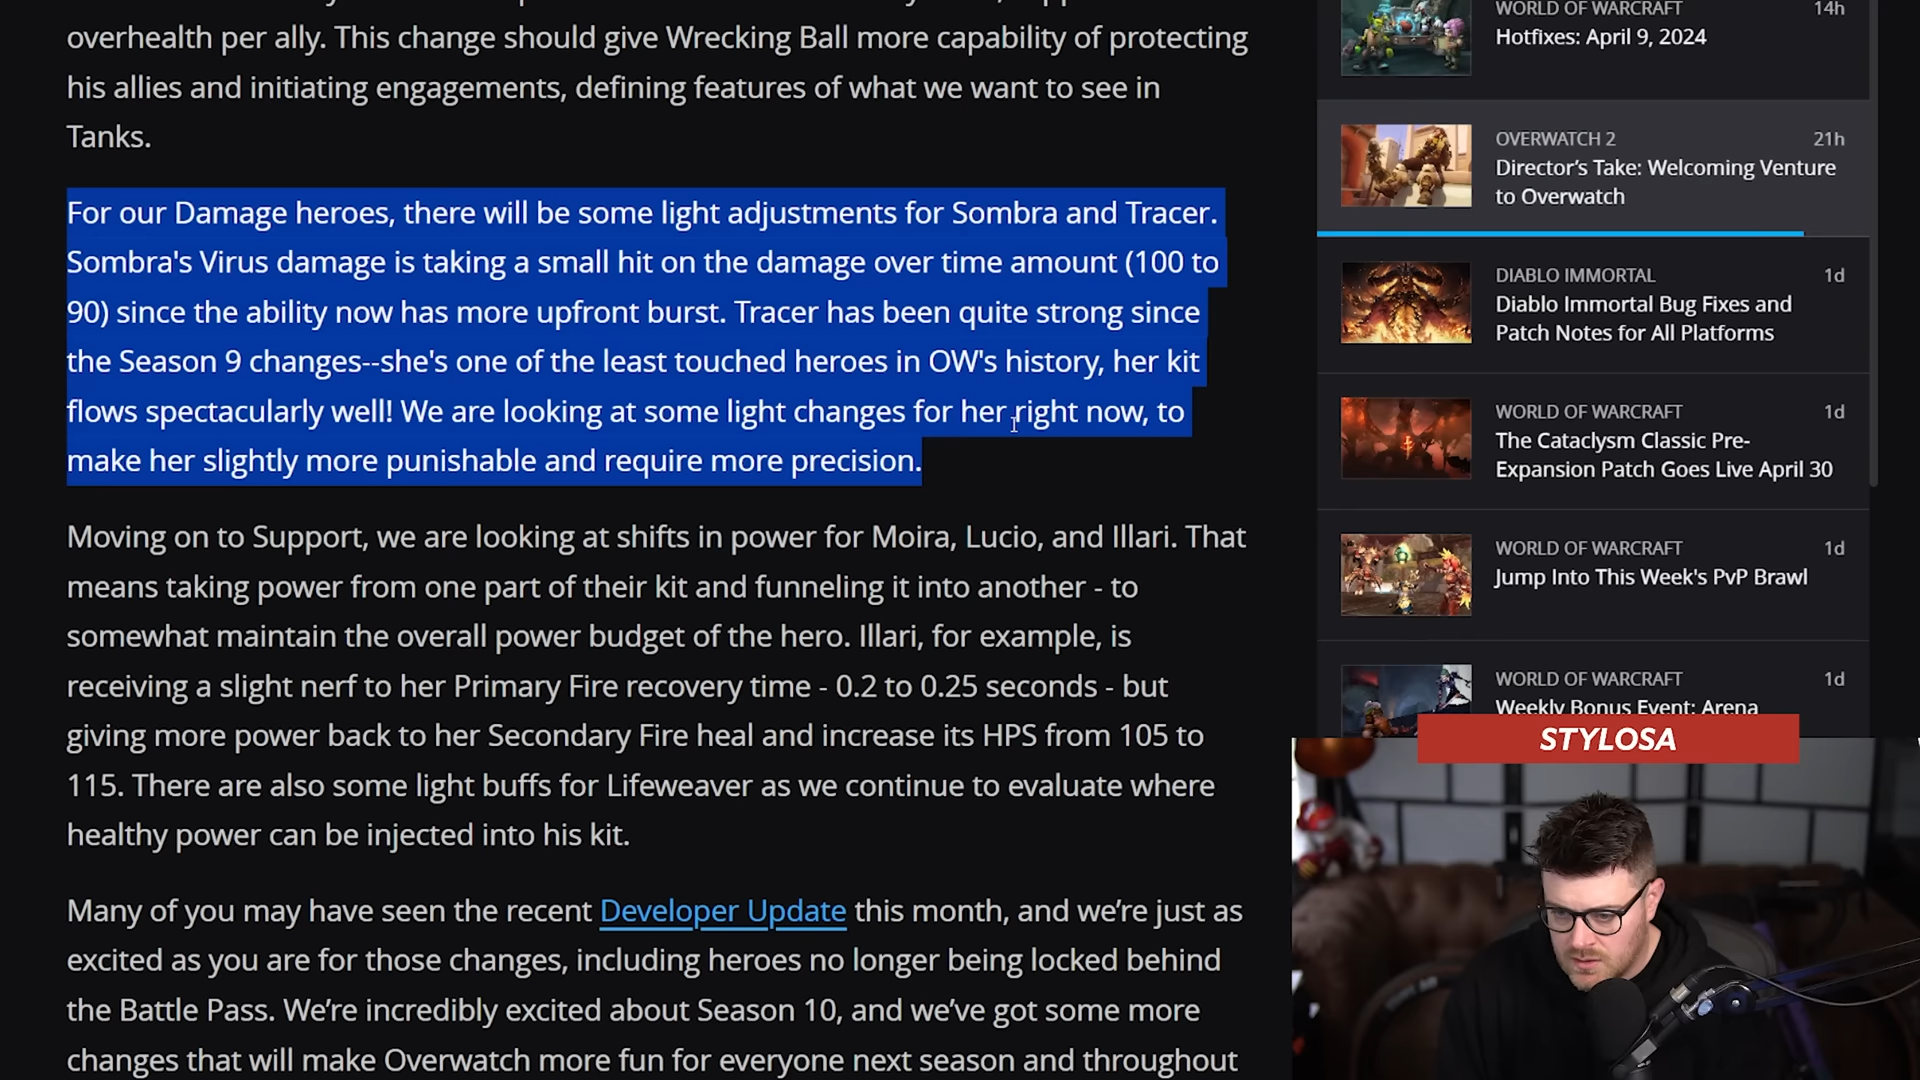 overhealth per ally. This change should give Wrecking Ball more capability of protecting
his allies and initiating engagements, defining features of what we want to see in
Tanks.
For our Damage heroes, there will be some light adjustments for Sombra and Tracer.
Sombra's Virus damage is taking a small hit on the damage over time amount (100 to
90) since the ability now has more upfront burst. Tracer has been quite strong since
the Season 9 changes--she's one of the least touched heroes in OW's history, her kit
flows spectacularly well! We are looking at some light changes for her right now, to
make her slightly more punishable and require more precision.
Moving on to Support, we are looking at shifts in power for Moira, Lucio, and Illari. That
means taking power from one part of their kit and funneling it into another - to
somewhat maintain the overall power budget of the hero. Illari, for example, is
receiving a slight nerf to her Primary Fire recovery time - 0.2 to 0.25 seconds - but
giving more power back to her Secondary Fire heal and increase its HPS from 105 to
115. There are also some light buffs for Lifeweaver as we continue to evaluate where
healthy power can be injected into his kit.
Many of you may have seen the recent Developer Update this month, and we’re just as
excited as you are for those changes, including heroes no longer being locked behind
the Battle Pass. We’re incredibly excited about Season 10, and we’ve got some more
changes that will make Overwatch more fun for everyone next season and throughout
WORLD OF WARCRAFT 14h
Hotfixes: April 9, 2024
OVERWATCH 2 21h
Director’s Take: Welcoming Venture
to Overwatch
DIABLO IMMORTAL 1d
Diablo Immortal Bug Fixes and
Patch Notes for All Platforms
WORLD OF WARCRAFT 1d
The Cataclysm Classic Pre-
Expansion Patch Goes Live April 30
WORLD OF WARCRAFT 1d
Jump Into This Week's PvP Brawl
WORLD OF WARCRAFT 1d
Weekly Bonus Event: Arena
STYLOSA